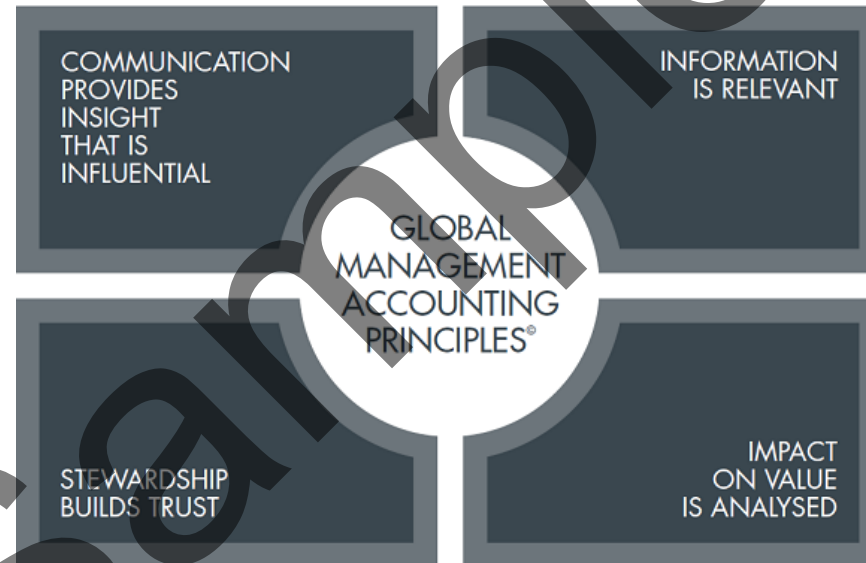 COMMUNICATION
PROVIDES
INSIGHT
THAT IS
INFLUENTIAL
INFORMATION
IS RELEVANT
GLOBAL
MANAGEMENT
ACCOUNTING
PRINCIPLES©
STEWARDSHIP
BUILDS TRUST
IMPACT
ON VALUE
IS ANALYSED